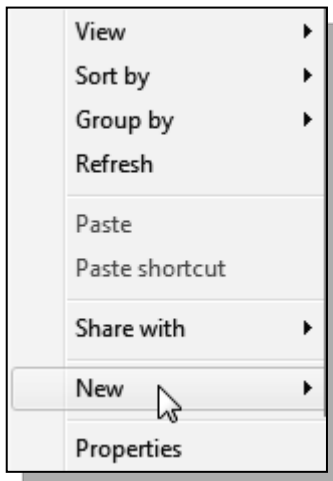 View
Sort by
Group by
Refresh
Paste
Paste shortcut
Share with
New
Properties